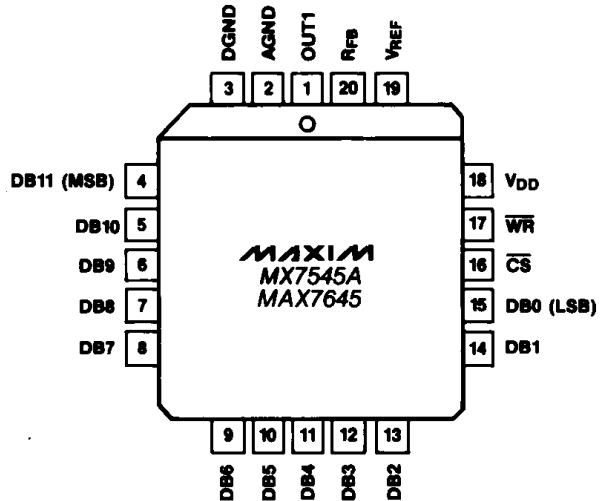 DGND AGND OUT1 RFB VREF
3 2 1 20 19
DB11 (MSB) 4
DB10 5
DB9 6
DB8 7
DB7 8
MAXIM
MX7545A
MAX7645
18 VDD
17 W̅R̅
16 C̅S̅
15 DB0 (LSB)
14 DB1
9 10 11 12 13
DB6 DB5 DB4 DB3 DB2